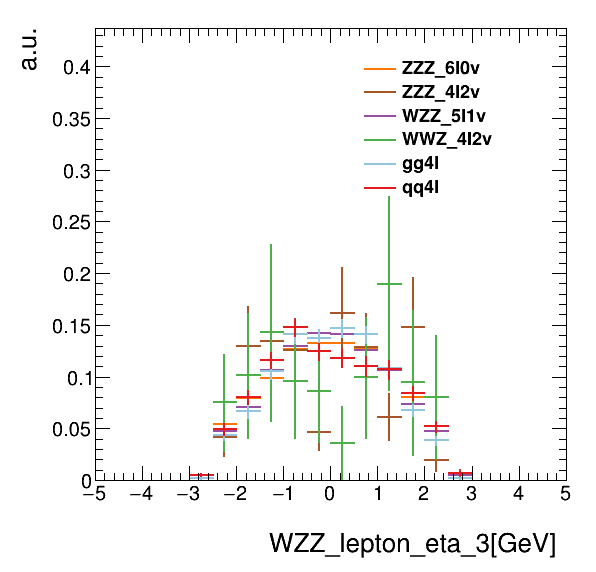 a.u.
0.4
0.35
0.3
0.25
0.2
0.15
0.1
0.05
0
ZZZ_6l0v
ZZZ_4l2v
WZZ_5l1v
WWZ_4l2v
gg4l
qq4l
−5 −4 −3 −2 −1 0 1 2 3 4 5
WZZ_lepton_eta_3[GeV]